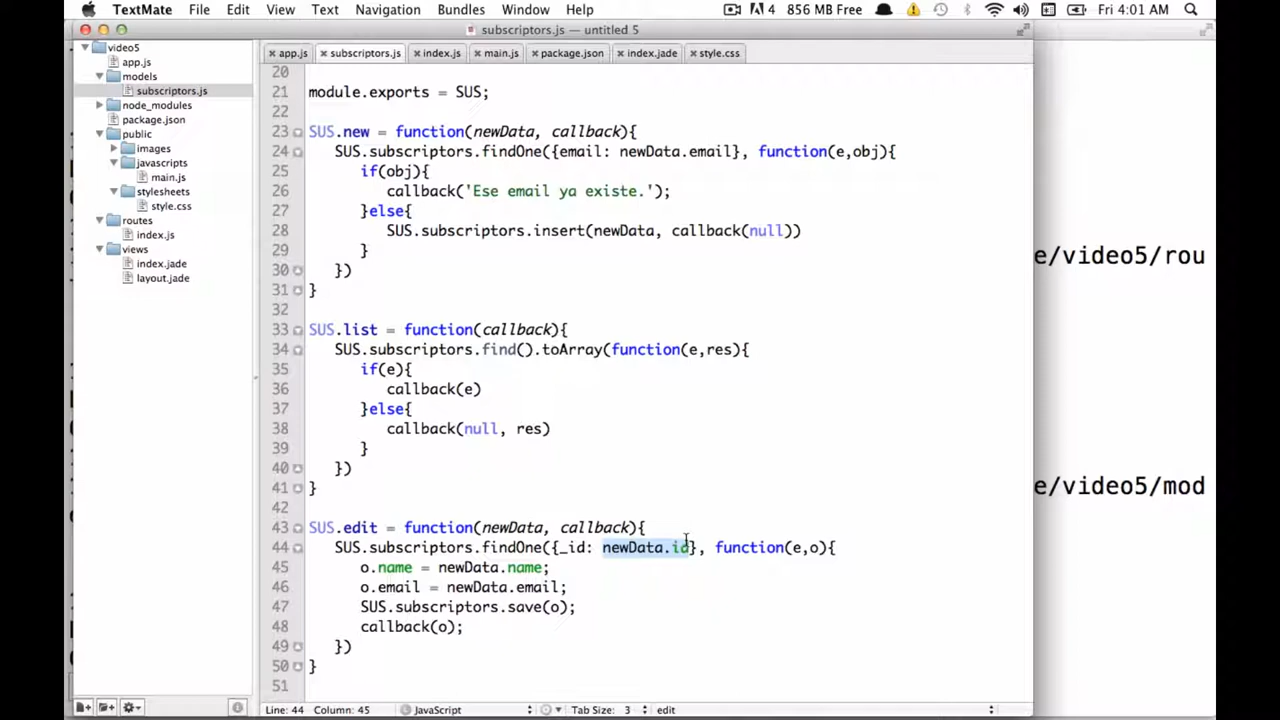 TextMate File Edit View Text Navigation Bundles Window Help 4 856 MB Free Fri 4:01 AM
subscriptors.js — untitled 5
app.js subscriptors.js index.js main.js package.json index.jade style.css
video5
app.js
models
subscriptors.js
node_modules
package.json
public
images
javascripts
main.js
stylesheets
style.css
routes
index.js
views
index.jade
layout.jade
20
21 module.exports = SUS;
22
23 SUS.new = function(newData, callback){
24 SUS.subscriptors.findOne({email: newData.email}, function(e,obj){
25 if(obj){
26 callback('Ese email ya existe.');
27 }else{
28 SUS.subscriptors.insert(newData, callback(null))
29 }
30 })
31 }
32
33 SUS.list = function(callback){
34 SUS.subscriptors.find().toArray(function(e,res){
35 if(e){
36 callback(e)
37 }else{
38 callback(null, res)
39 }
40 })
41 }
42
43 SUS.edit = function(newData, callback){
44 SUS.subscriptors.findOne({_id: newData.id}, function(e,o){
45 o.name = newData.name;
46 o.email = newData.email;
47 SUS.subscriptors.save(o);
48 callback(o);
49 })
50 }
51
e/video5/rou
e/video5/mod
Line: 44 Column: 45 JavaScript Tab Size: 3 edit